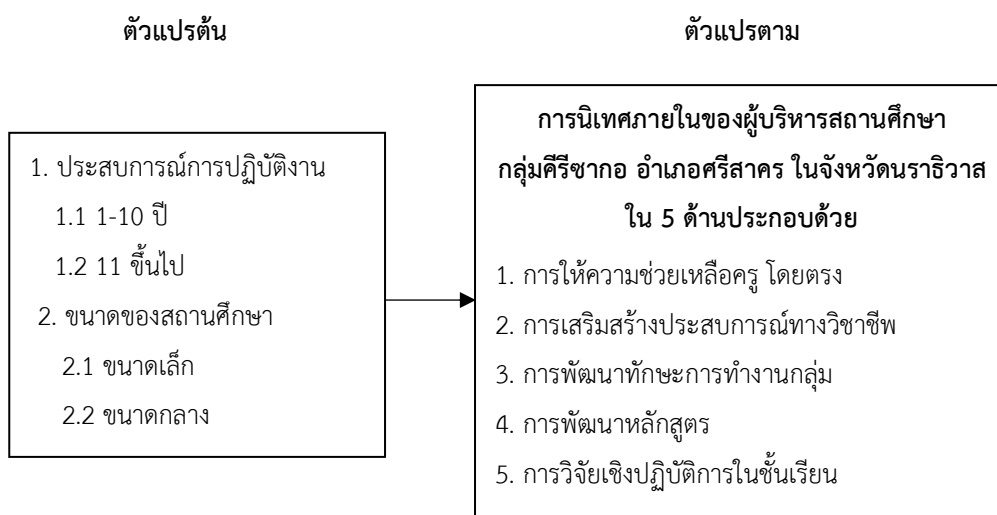 ตัวแปรต้น
ตัวแปรตาม
1. ประสบการณ์การปฏิบัติงาน
1.1 1-10 ปี
1.2 11 ขึ้นไป
2. ขนาดของสถานศึกษา
2.1 ขนาดเล็ก
2.2 ขนาดกลาง
การนิเทศภายในของผู้บริหารสถานศึกษา
กลุ่มคีรีซากอ อำเภอศรีสาคร ในจังหวัดนราธิวาส
ใน 5 ด้านประกอบด้วย
1. การให้ความช่วยเหลือครู โดยตรง
2. การเสริมสร้างประสบการณ์ทางวิชาชีพ
3. การพัฒนาทักษะการทำงานกลุ่ม
4. การพัฒนาหลักสูตร
5. การวิจัยเชิงปฏิบัติการในชั้นเรียน